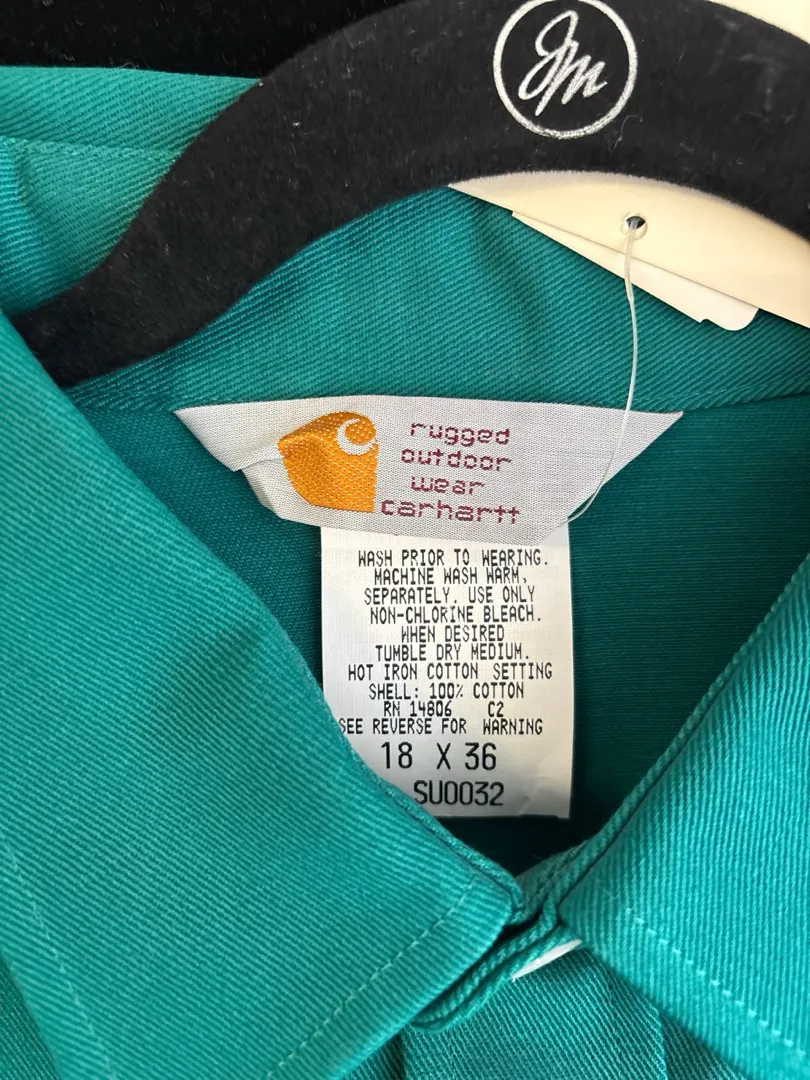 JM
rugged
outdoor
wear
carhartt
WASH PRIOR TO WEARING.
MACHINE WASH WARM,
SEPARATELY. USE ONLY
NON-CHLORINE BLEACH.
WHEN DESIRED
TUMBLE DRY MEDIUM.
HOT IRON COTTON SETTING
SHELL: 100% COTTON
RN 14806 C2
SEE REVERSE FOR WARNING
18 X 36
SU0032